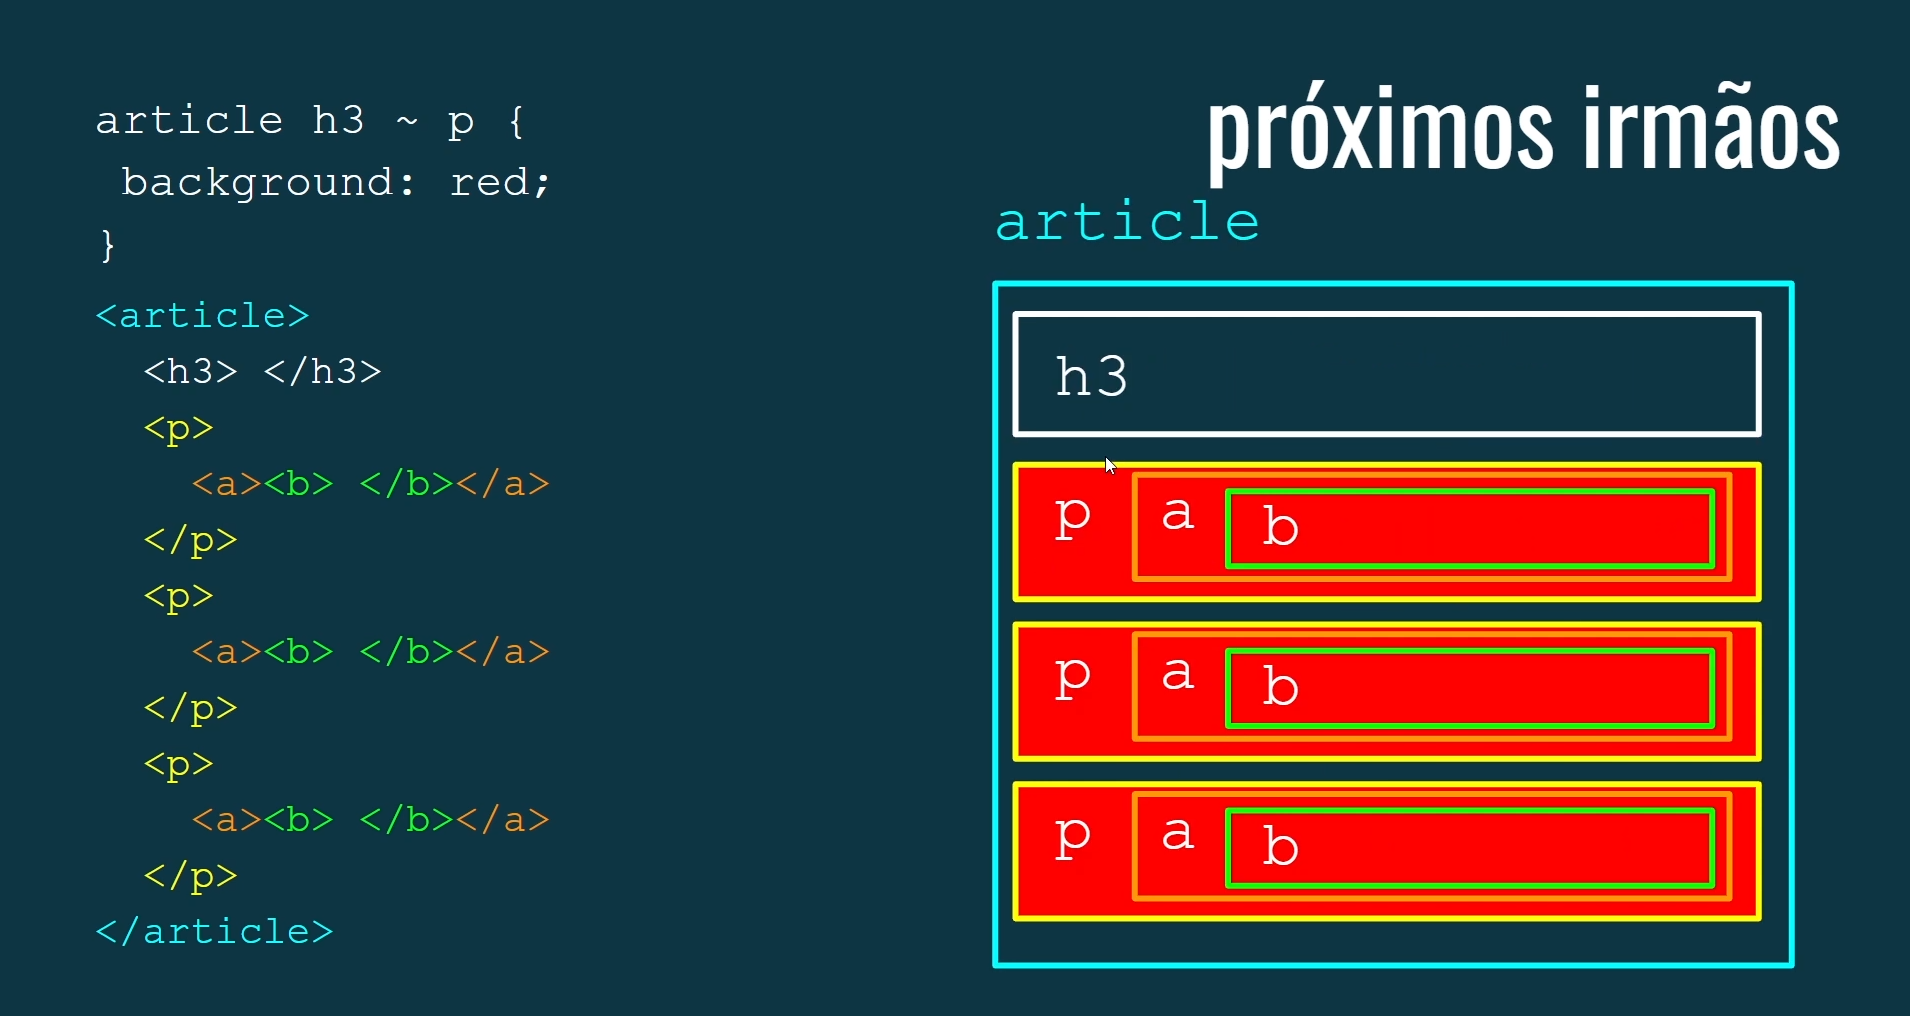 article h3 ~ p {
background: red;
}
<article>
<h3> </h3>
<p>
<a><b> </b></a>
</p>
<p>
<a><b> </b></a>
</p>
<p>
<a><b> </b></a>
</p>
</article>
próximos irmãos
article
h3
p a b
p a b
p a b